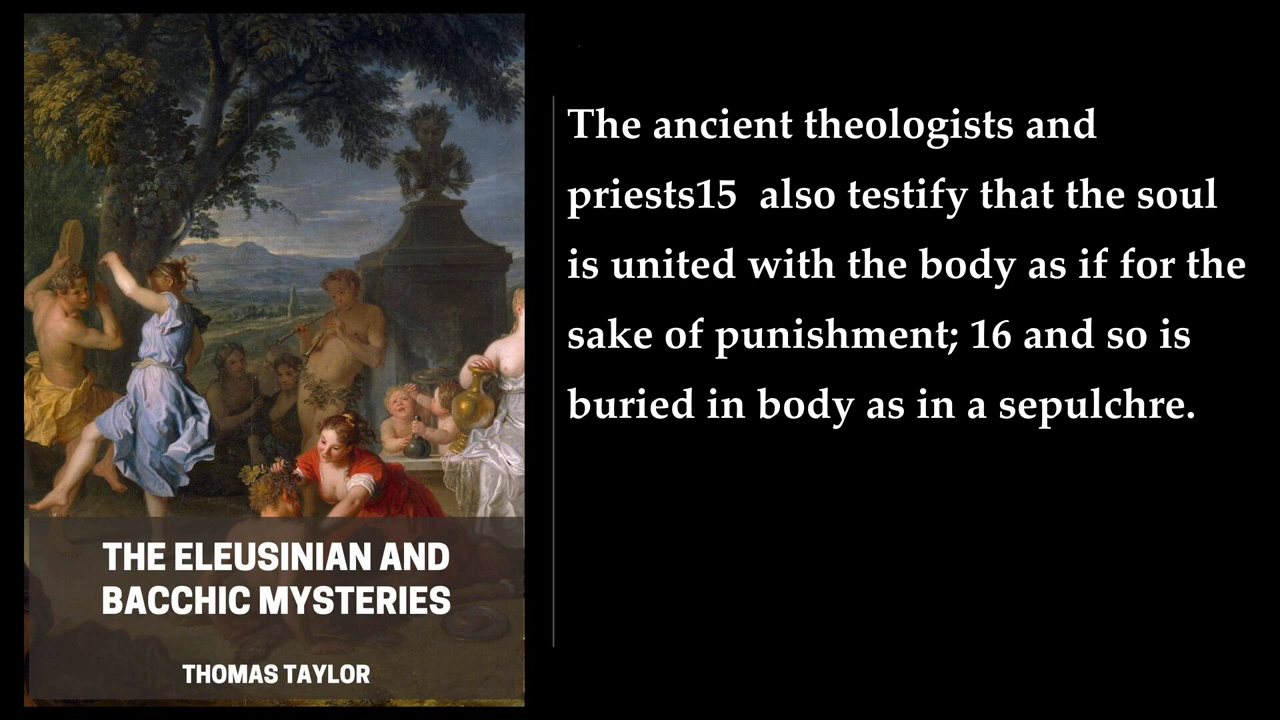 The ancient theologists and
priests15  also testify that the soul
is united with the body as if for the
sake of punishment; 16 and so is
buried in body as in a sepulchre.
THE ELEUSINIAN AND
BACCHIC MYSTERIES
THOMAS TAYLOR